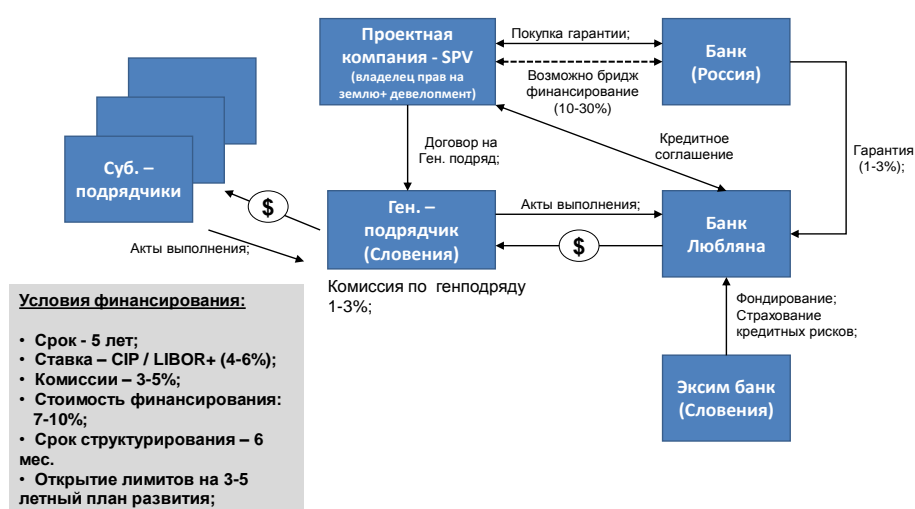 Проектная
компания - SPV
(владелец прав на
землю+ девелопмент)
Покупка гарантии;
Возможно бридж
финансирование
(10-30%)
Банк
(Россия)
Договор на
Ген. подряд;
Кредитное
соглашение
Гарантия
(1-3%);
Суб. –
подрядчики
$
Акты выполнения;
Ген. –
подрядчик
(Словения)
Акты выполнения;
$
Банк
Любляна
Комиссия по генподряду
1-3%;
Фондирование;
Страхование
кредитных рисков;
Эксим банк
(Словения)
Условия финансирования:
• Срок - 5 лет;
• Ставка – CIP / LIBOR+ (4-6%);
• Комиссии – 3-5%;
• Стоимость финансирования:
7-10%;
• Срок структурирования – 6
мес.
• Открытие лимитов на 3-5
летный план развития;